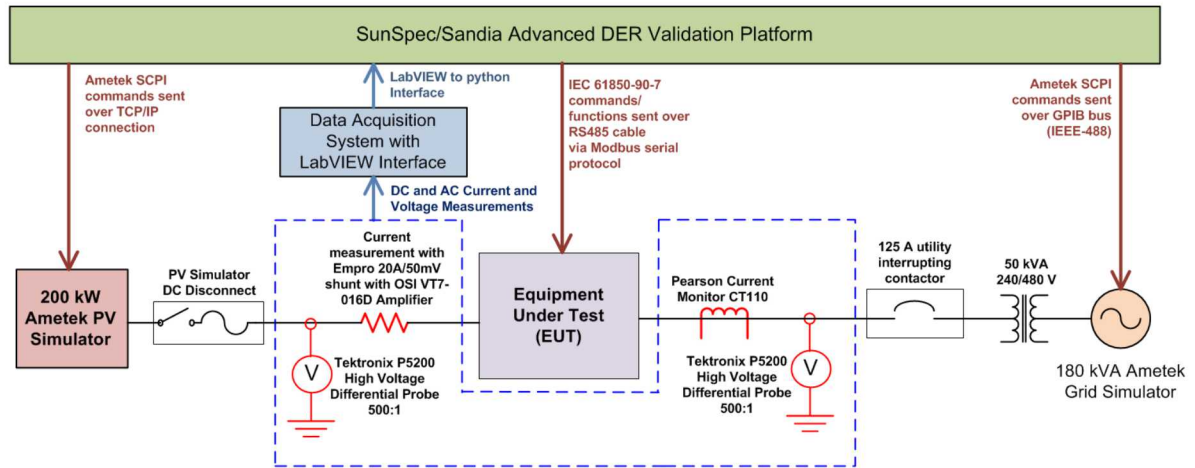 SunSpec/Sandia Advanced DER Validation Platform
Ametek SCPI
commands sent
over TCP/IP
connection
LabVIEW to python
Interface
IEC 61850-90-7
commands/
functions sent over
RS485 cable
via Modbus serial
protocol
Ametek SCPI
commands sent
over GPIB bus
(IEEE-488)
Data Acquisition
System with
LabVIEW Interface
DC and AC Current and
Voltage Measurements
200 kW
Ametek PV
Simulator
PV Simulator
DC Disconnect
Current
measurement with
Empro 20A/50mV
shunt with OSI VT7-
016D Amplifier
V
Tektronix P5200
High Voltage
Differential Probe
500:1
Equipment
Under Test
(EUT)
Pearson Current
Monitor CT110
Tektronix P5200
High Voltage
Differential Probe
500:1
V
125 A utility
interrupting
contactor
50 kVA
240/480 V
180 kVA Ametek
Grid Simulator